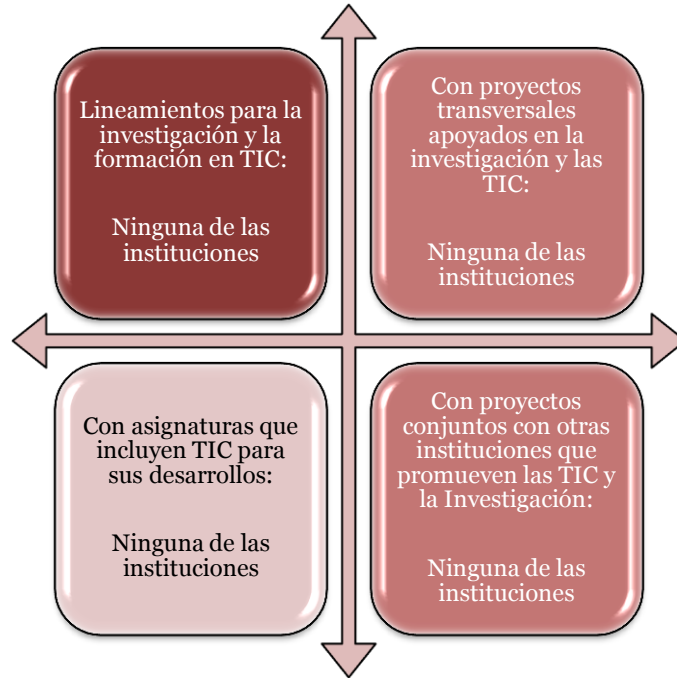 Lineamientos para la
investigación y la
formación en TIC:
Ninguna de las
instituciones
Con proyectos
transversales
apoyados en la
investigación y las
TIC:
Ninguna de las
instituciones
Con asignaturas que
incluyen TIC para
sus desarrollos:
Ninguna de las
instituciones
Con proyectos
conjuntos con otras
instituciones que
promueven las TIC y
la Investigación:
Ninguna de las
instituciones